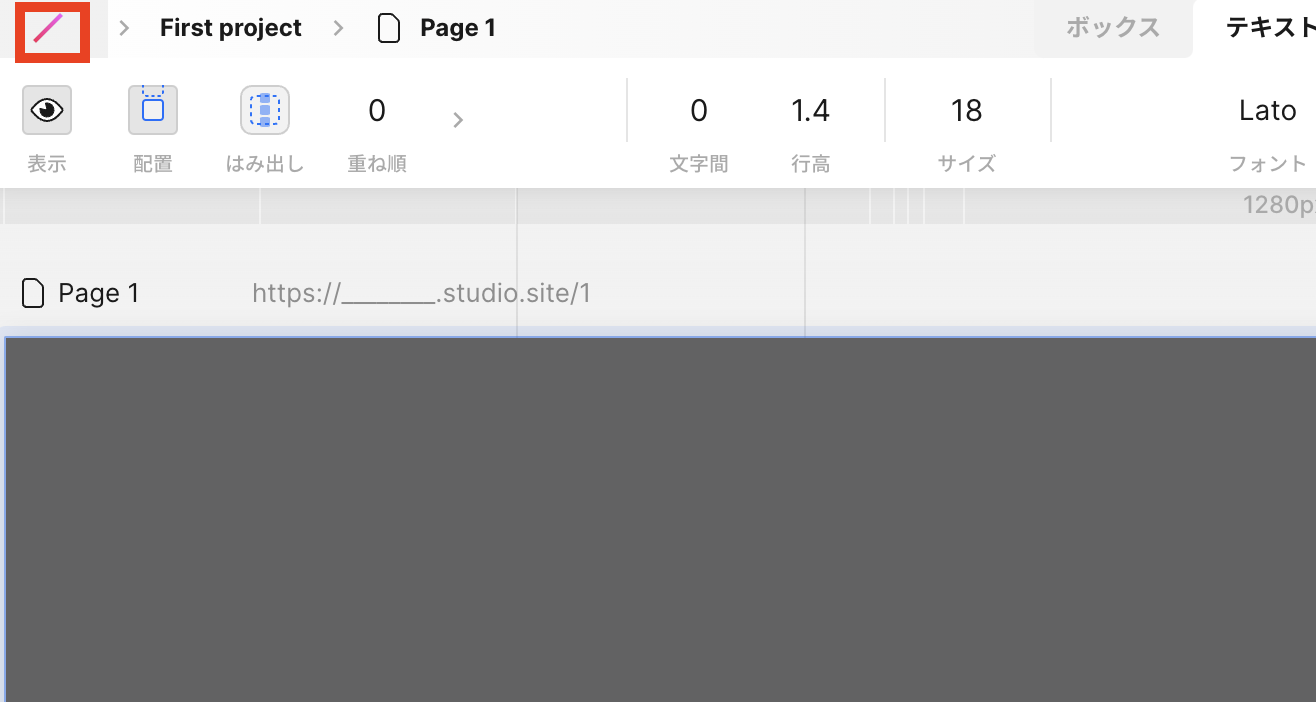 First project Page 1 ボックス テキスト
0 0 1.4 18 Lato
表示 配置 はみ出し 重ね順 文字間 行高 サイズ フォント
1280p
Page 1 https://________.studio.site/1